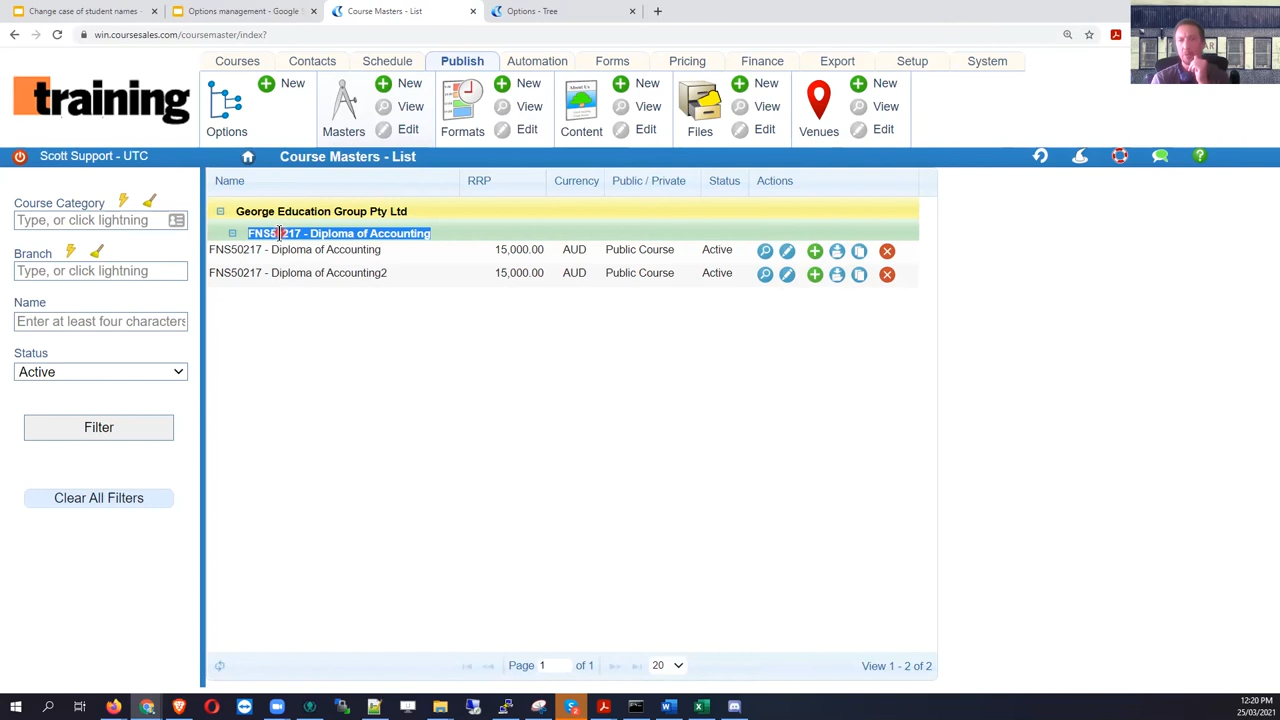 Change case of student names -
Options management - Google S
Course Masters - List
Options - Tree
win.coursesales.com/coursemaster/index?
training
Courses
Contacts
Schedule
Publish
Automation
Forms
Pricing
Finance
Export
Setup
System
Options
New
Masters
New
View
Edit
Formats
New
View
Edit
Content
New
View
Edit
Files
New
View
Edit
Venues
New
View
Edit
Scott Support - UTC
Course Masters - List
Course Category
Type, or click lightning
Branch
Type, or click lightning
Name
Enter at least four characters
Status
Active
Filter
Clear All Filters
Name RRP Currency Public / Private Status Actions
George Education Group Pty Ltd
FNS50217 - Diploma of Accounting
FNS50217 - Diploma of Accounting 15,000.00 AUD Public Course Active
FNS50217 - Diploma of Accounting2 15,000.00 AUD Public Course Active
Page 1 of 1 20 View 1 - 2 of 2
12:20 PM
25/03/2021